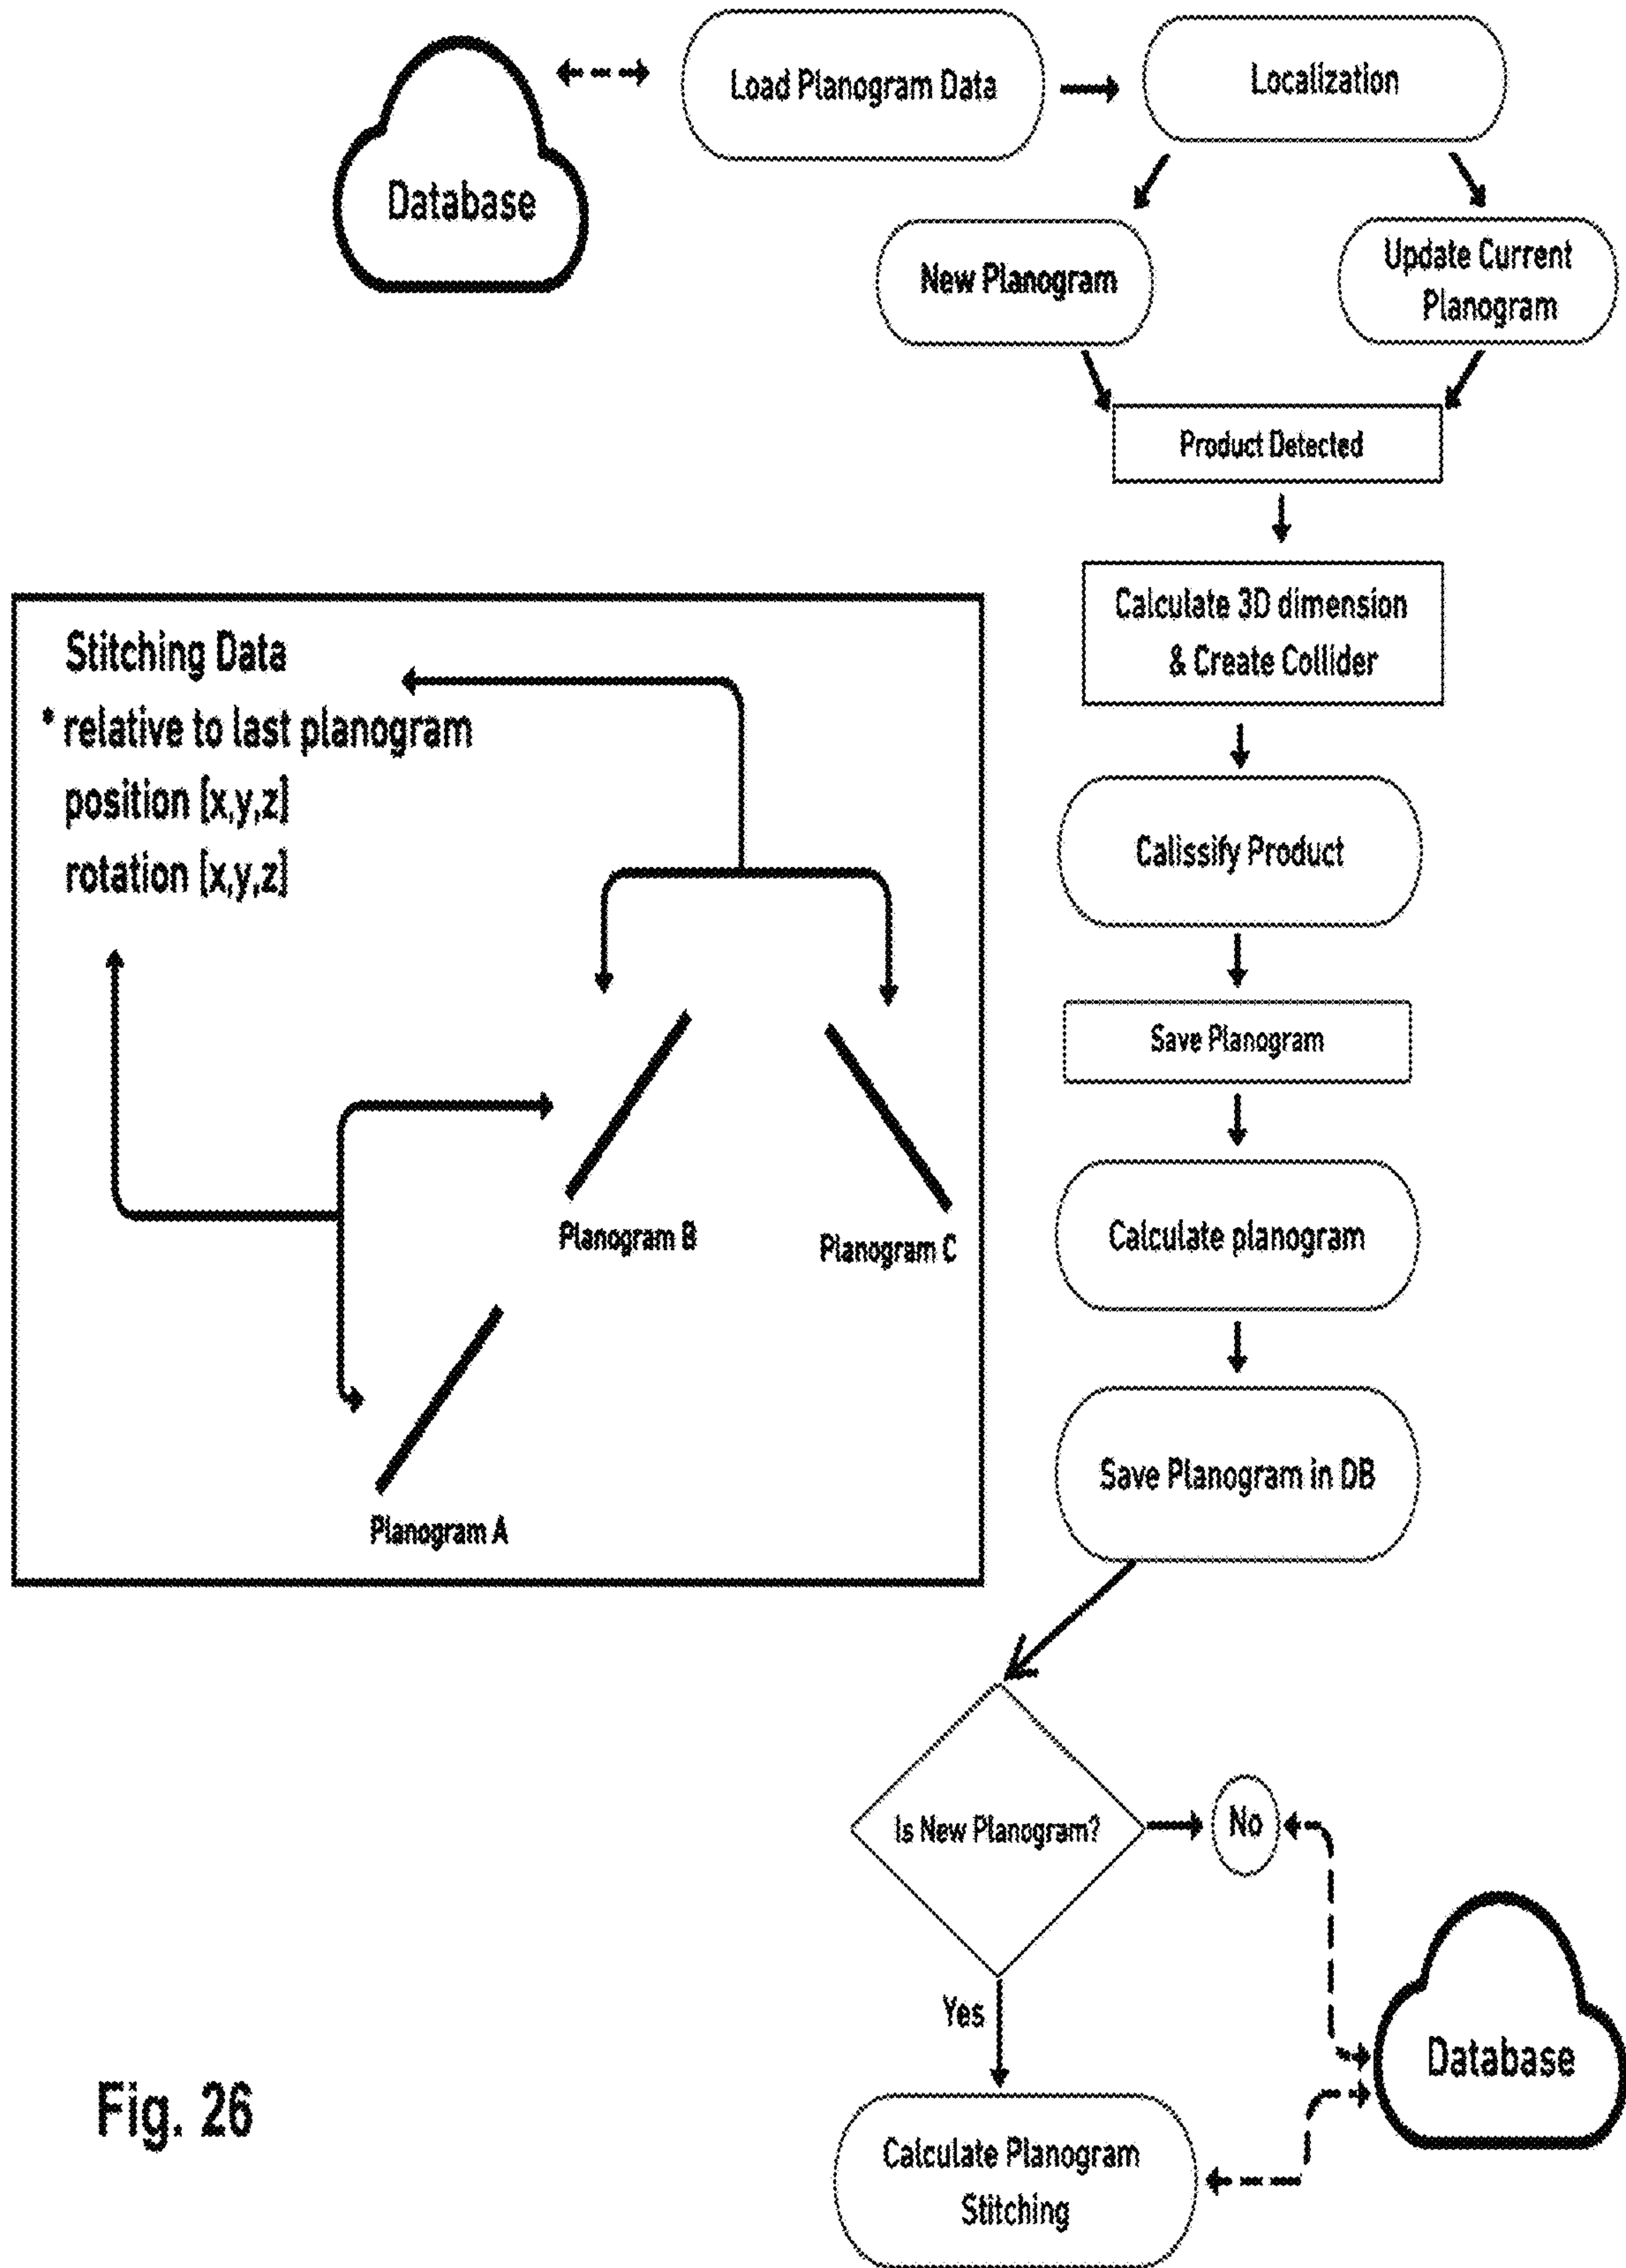 Load Planogram Data
Localization
Database
New Planogram
Update Current
Planogram
Product Detected
Calculate 3D dimension
& Create Collider
Stitching Data
* relative to last planogram
position [x,y,z]
rotation [x,y,z]
Calissify Product
Save Planogram
Planogram B
Planogram C
Calculate planogram
Planogram A
Save Planogram in DB
Is New Planogram?
No
Yes
Database
Calculate Planogram
Stitching
Fig. 26